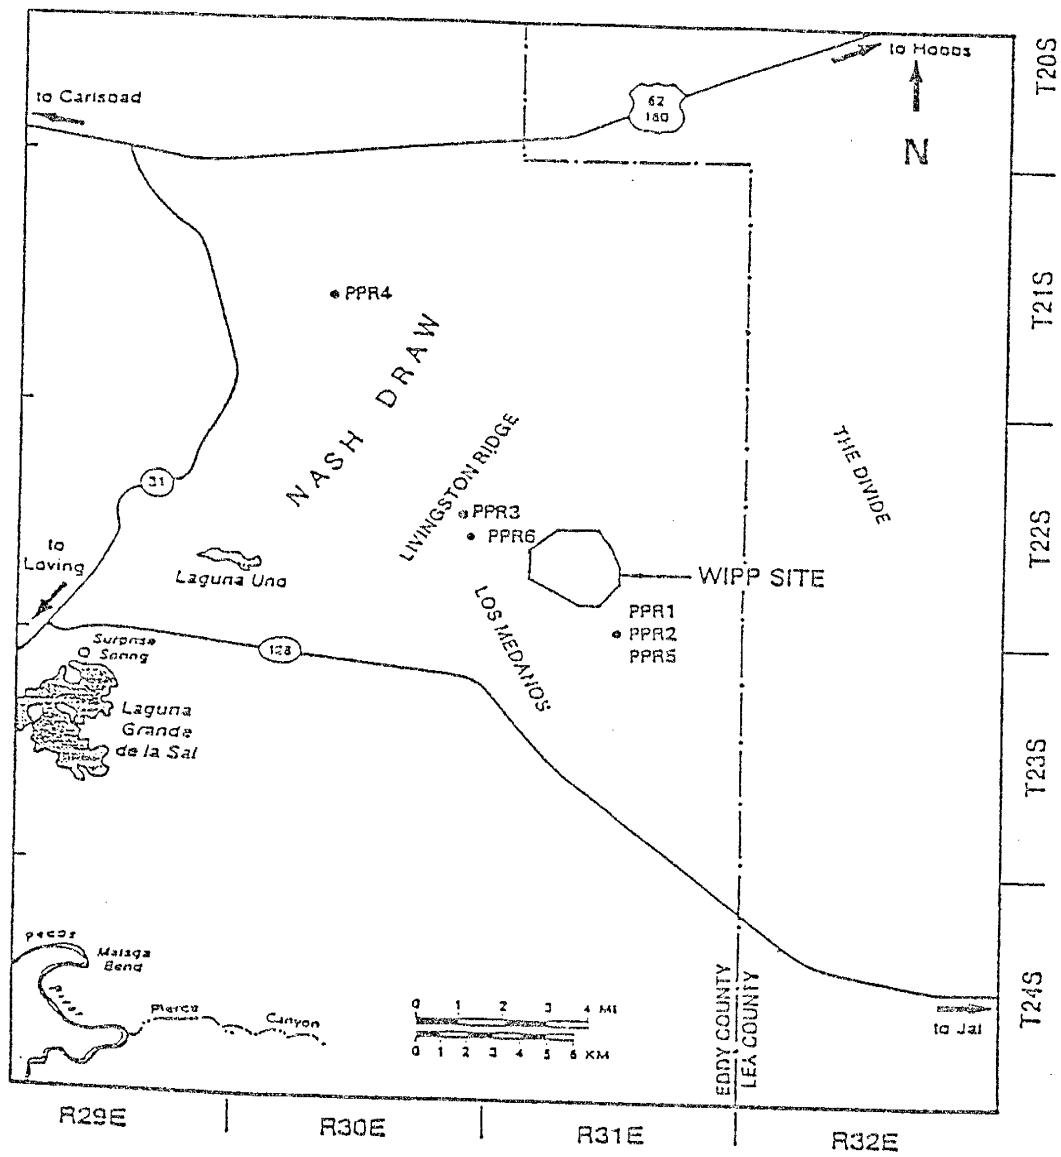 to Hobbs
T20S
to Carlsbad
62
180
N
T21S
PPR4
NASH DRAW
THE DIVIDE
LIVINGSTON RIDGE
31
PPR3
PPR6
T22S
to
Loving
Laguna Uno
WIPP SITE
LOS MEDANOS
PPR1
PPR2
PPR5
Surprise
Spring
128
Laguna
Grande
de la Sal
T23S
Pecos
Malaga
Bend
River
Pierce Canyon
0 1 2 3 4 MI
0 1 2 3 4 5 6 KM
EDDY COUNTY
LEA COUNTY
to Jal
T24S
R29E
R30E
R31E
R32E